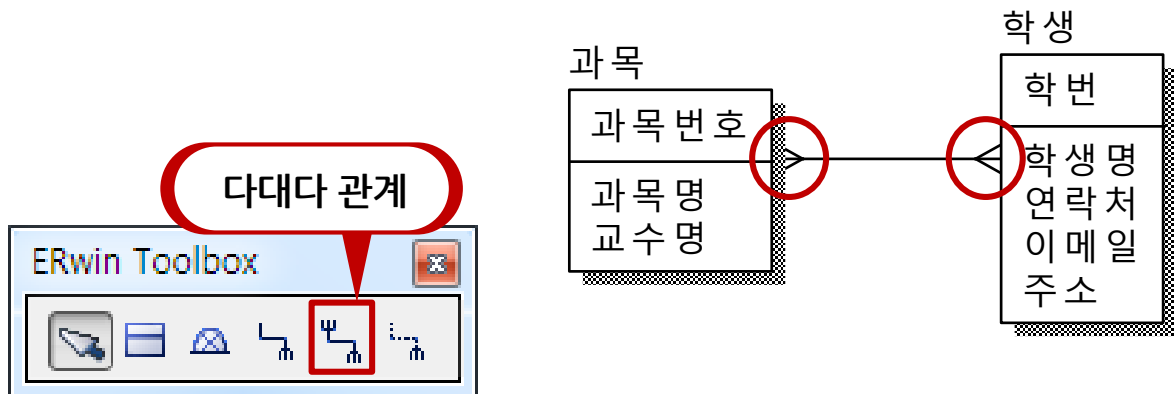 다대다 관계
ERwin Toolbox
과목
과목번호
과목명
교수명
학생
학번
학생명
연락처
이메일
주소